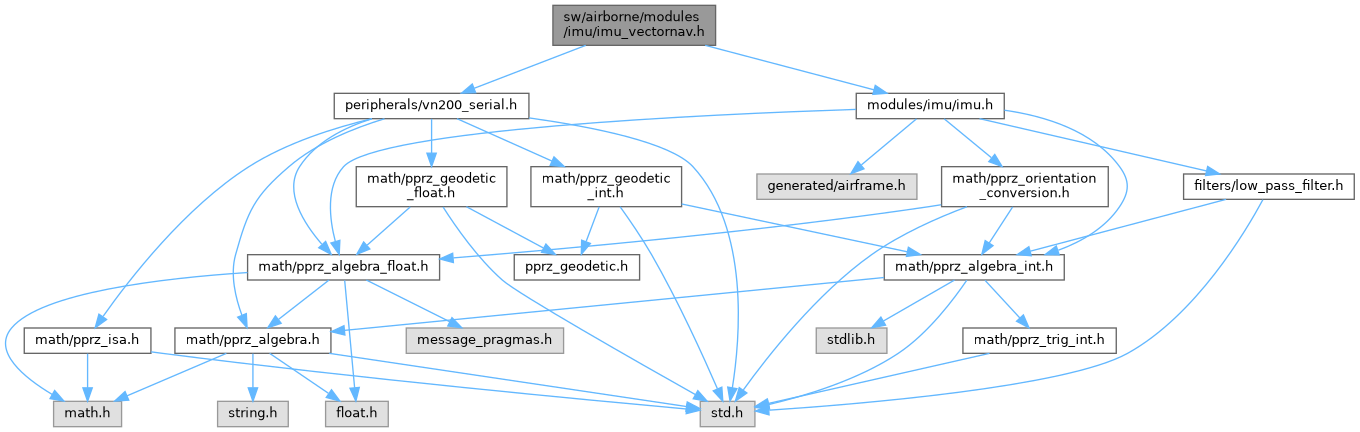 sw/airborne/modules
/imu/imu_vectornav.h
peripherals/vn200_serial.h
modules/imu/imu.h
math/pprz_geodetic
_float.h
math/pprz_geodetic
_int.h
generated/airframe.h
math/pprz_orientation
_conversion.h
filters/low_pass_filter.h
math/pprz_algebra_float.h
pprz_geodetic.h
math/pprz_algebra_int.h
math/pprz_isa.h
math/pprz_algebra.h
message_pragmas.h
stdlib.h
math/pprz_trig_int.h
math.h
string.h
float.h
std.h